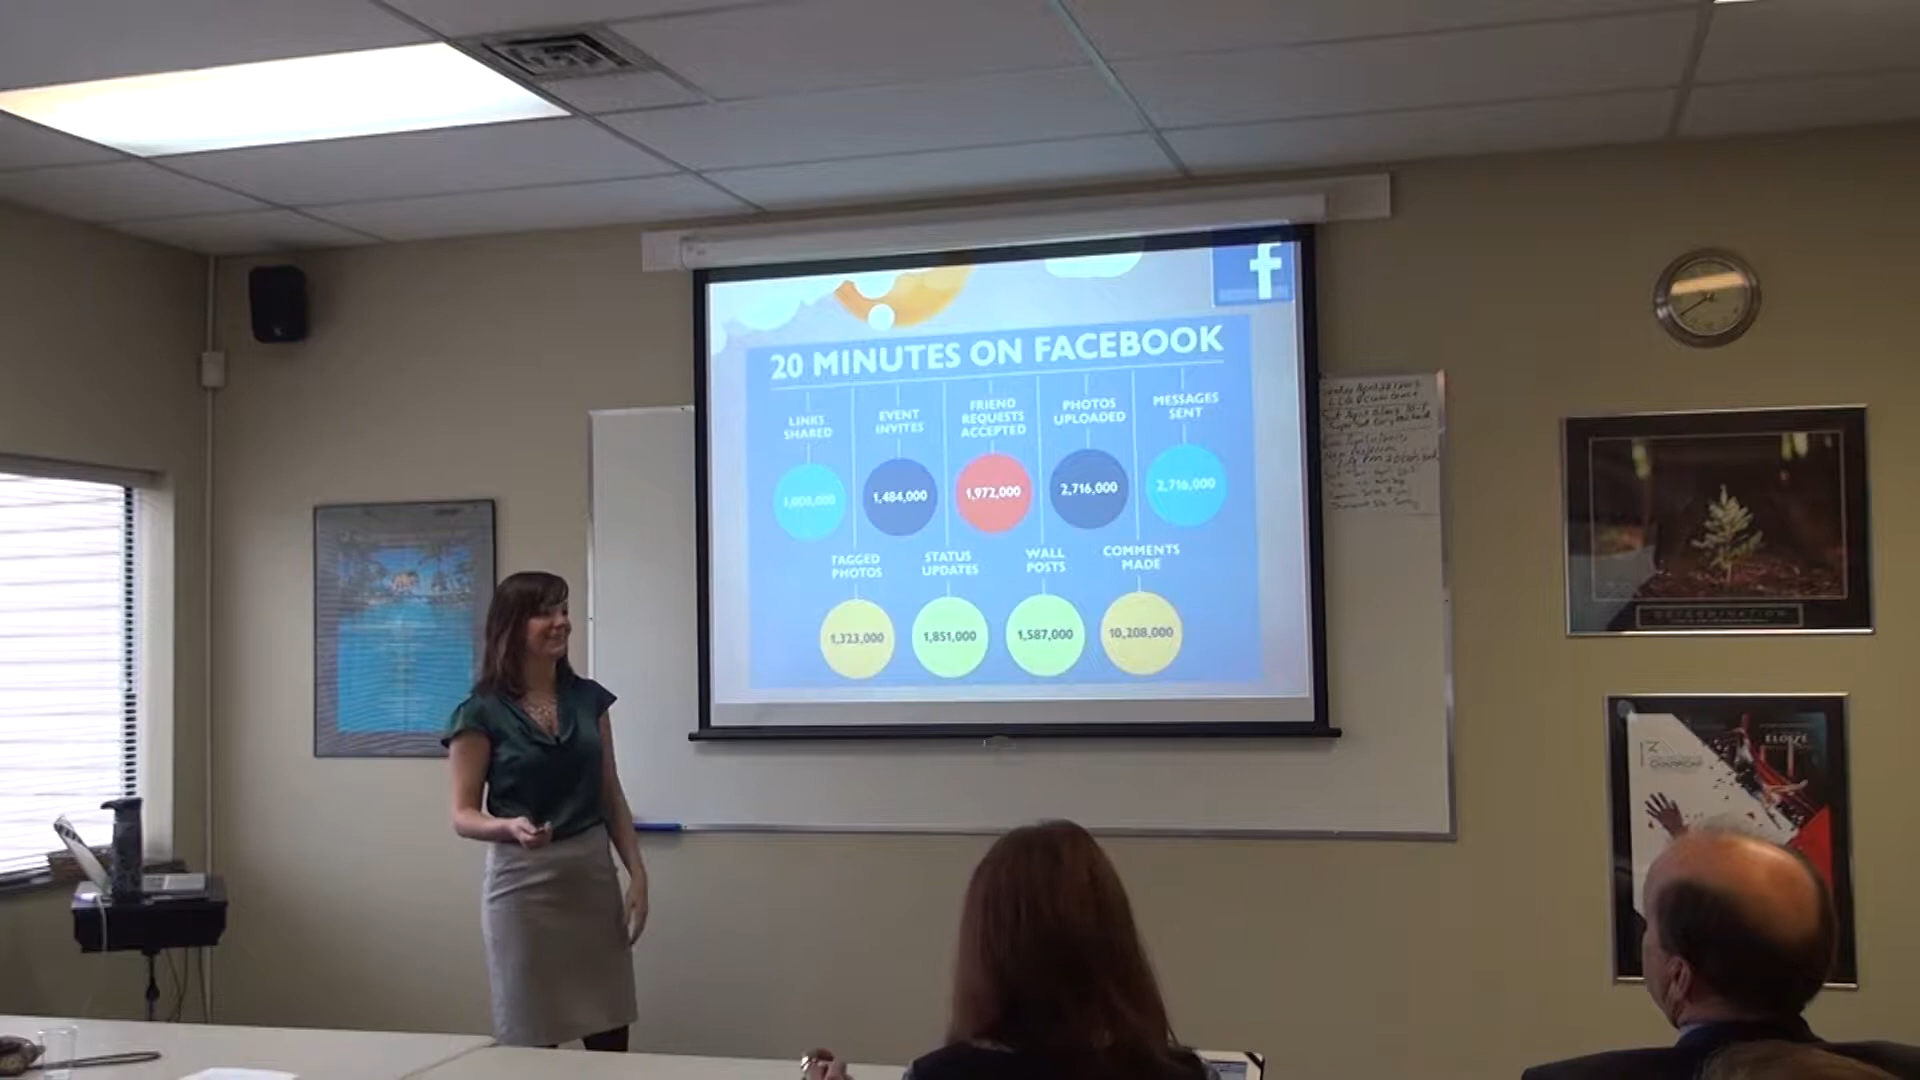 f
20 MINUTES ON FACEBOOK
LINKS
SHARED
EVENT
INVITES
FRIEND
REQUESTS
ACCEPTED
PHOTOS
UPLOADED
MESSAGES
SENT
1,000,000
1,484,000
1,972,000
2,716,000
2,716,000
TAGGED
PHOTOS
STATUS
UPDATES
WALL
POSTS
COMMENTS
MADE
1,323,000
1,851,000
1,587,000
10,208,000
DETERMINATION
ELOIZE